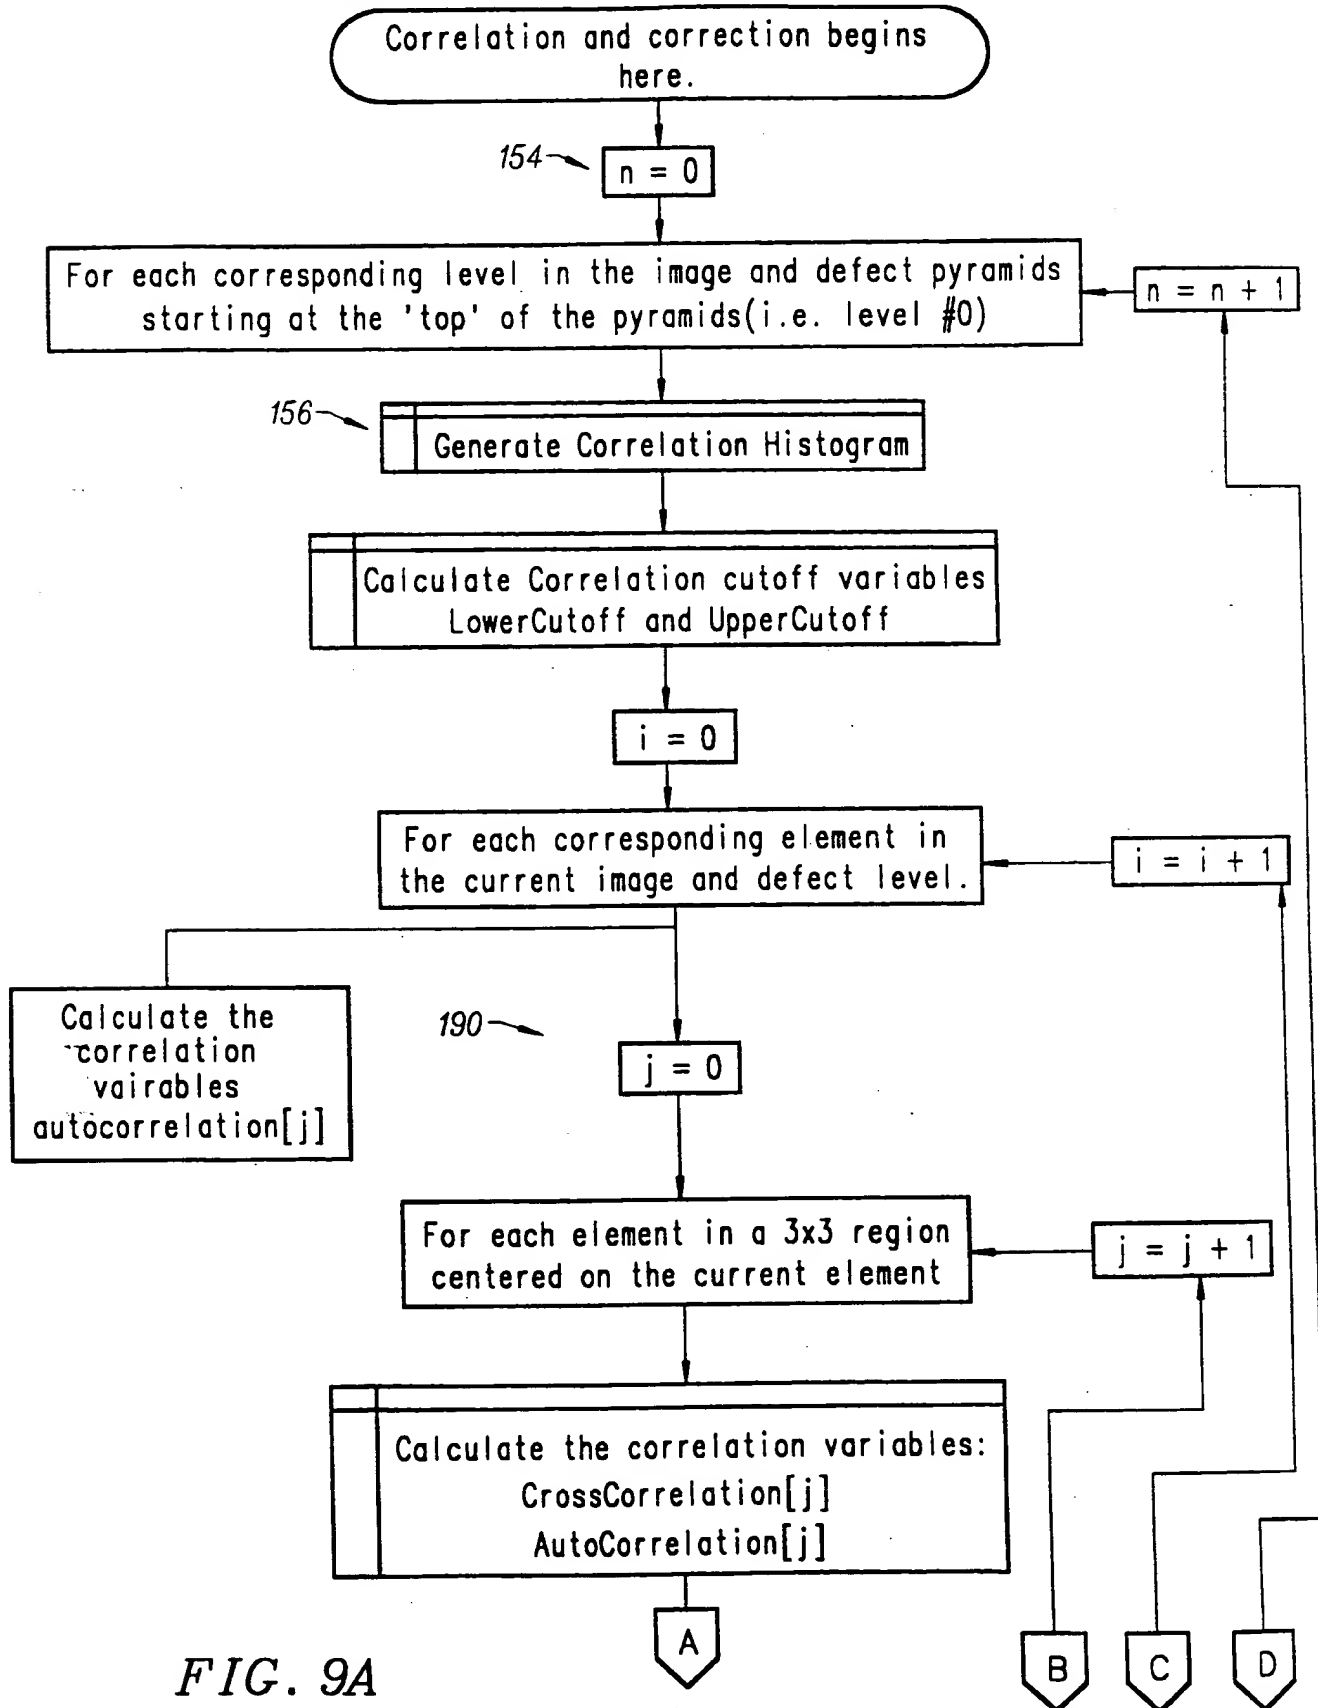 Correlation and correction begins
here.
154
n = 0
For each corresponding level in the image and defect pyramids
starting at the 'top' of the pyramids(i.e. level #0)
n = n + 1
156
Generate Correlation Histogram
Calculate Correlation cutoff variables
LowerCutoff and UpperCutoff
i = 0
For each corresponding element in
the current image and defect level.
i = i + 1
Calculate the
correlation
vairables
autocorrelation[j]
190
j = 0
For each element in a 3x3 region
centered on the current element
j = j + 1
Calculate the correlation variables:
CrossCorrelation[j]
AutoCorrelation[j]
A
B
C
D
FIG. 9A